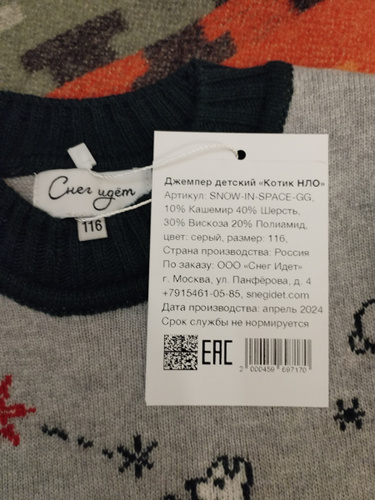 Снег идёт
116
Джемпер детский «Котик НЛО»
Артикул: SNOW-IN-SPACE-GG,
10% Кашемир 40% Шерсть,
30% Вискоза 20% Полиамид,
цвет: серый, размер: 116,
Страна производства: Россия
По заказу: ООО «Снег Идет»
г. Москва, ул. Панфёрова, д. 4
+7915461-05-85, snegidet.com
Дата производства: апрель 2024
Срок службы не нормируется
EAC
2 000459 697170